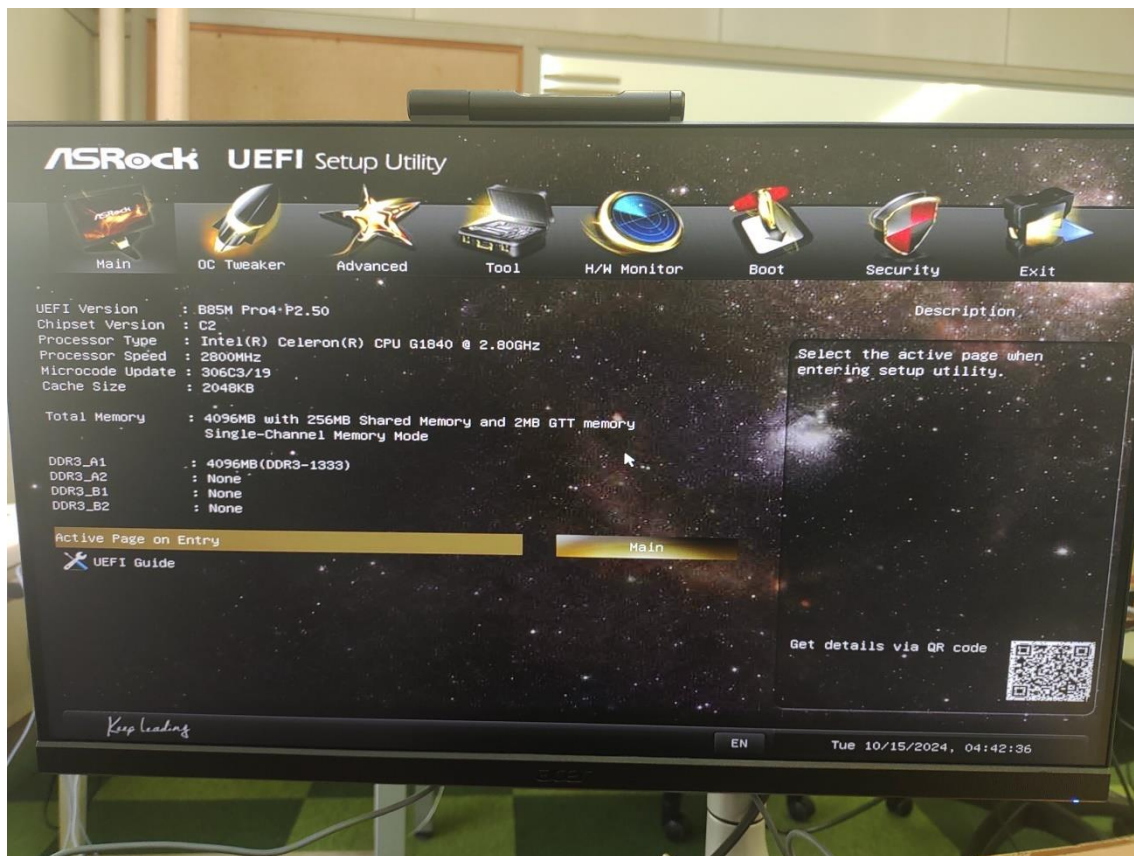 ASRock UEFI Setup Utility
Main OC Tweaker Advanced Tool H/W Monitor Boot Security Exit
UEFI Version : B85M Pro4 P2.50
Chipset Version : C2
Processor Type : Intel(R) Celeron(R) CPU G1840 @ 2.80GHz
Processor Speed : 2800MHz
Microcode Update : 306C3/19
Cache Size : 2048KB
Total Memory : 4096MB with 256MB Shared Memory and 2MB GTT memory
Single-Channel Memory Mode
DDR3_A1 : 4096MB(DDR3-1333)
DDR3_A2 : None
DDR3_B1 : None
DDR3_B2 : None
Active Page on Entry Main
UEFI Guide
Description
Select the active page when
entering setup utility.
Get details via QR code
Keep Leading
EN Tue 10/15/2024, 04:42:36
acer